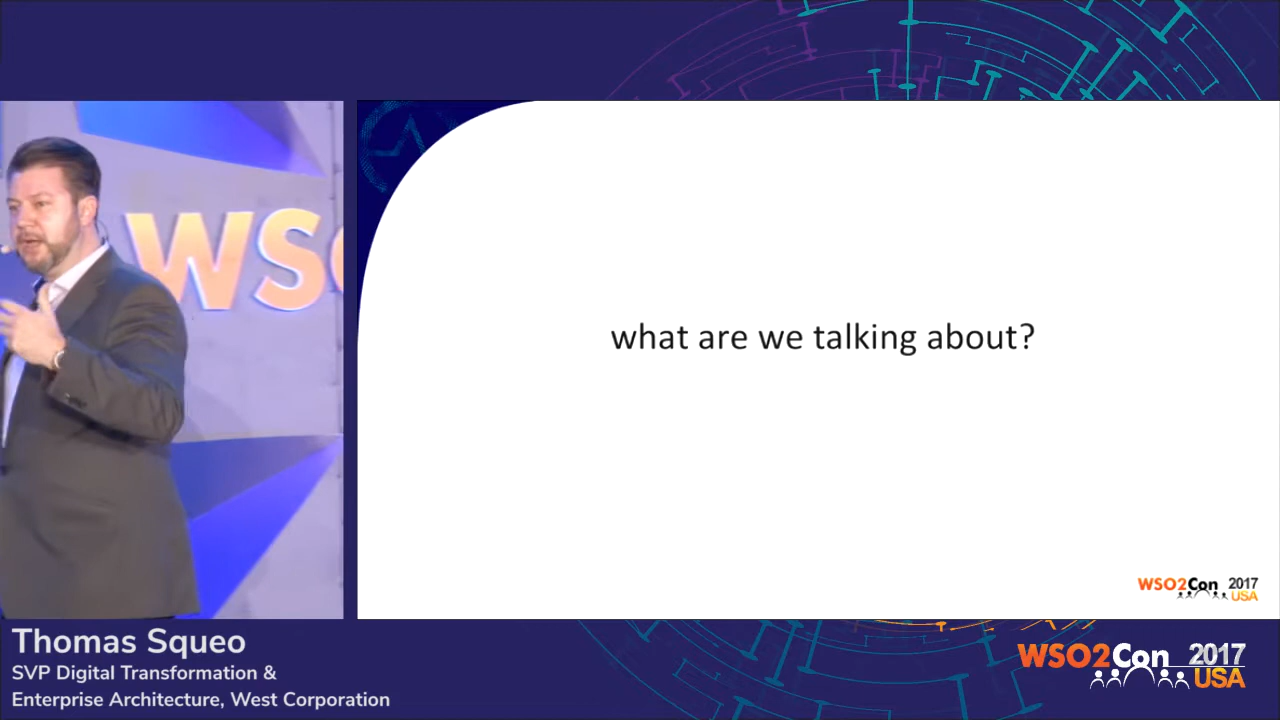 WSO
what are we talking about?
WSO2Con 2017
USA
Thomas Squeo
SVP Digital Transformation &
Enterprise Architecture, West Corporation
WSO2Con 2017
USA